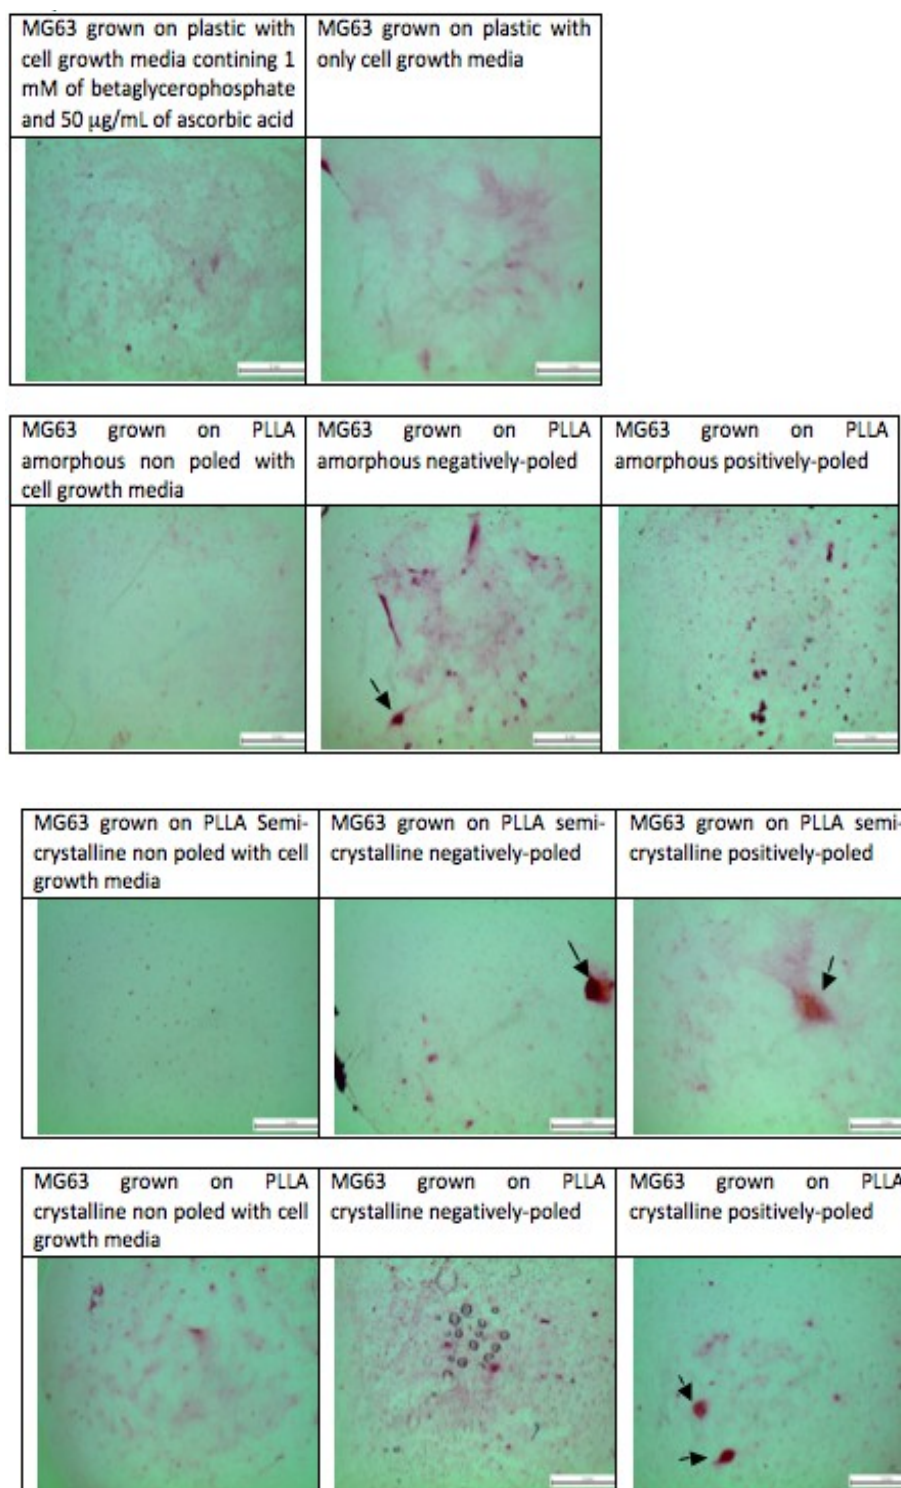 MG63 grown on plastic with
cell growth media contining 1
mM of betaglycerophosphate
and 50 μg/mL of ascorbic acid
MG63 grown on plastic with
only cell growth media
MG63 grown on PLLA
amorphous non poled with
cell growth media
MG63 grown on PLLA
amorphous negatively-poled
MG63 grown on PLLA
amorphous positively-poled
MG63 grown on PLLA Semi-
crystalline non poled with cell
growth media
MG63 grown on PLLA semi-
crystalline negatively-poled
MG63 grown on PLLA semi-
crystalline positively-poled
MG63 grown on PLLA
crystalline non poled with cell
growth media
MG63 grown on PLLA
crystalline negatively-poled
MG63 grown on PLLA
crystalline positively-poled